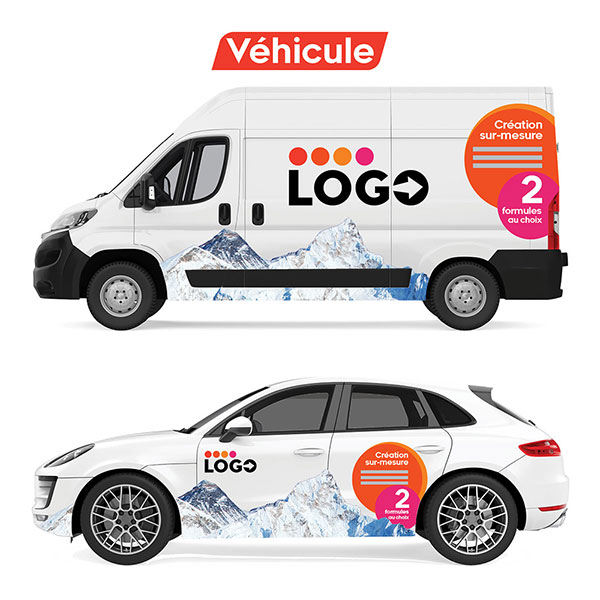 Véhicule
LOGO
Création
sur-mesure
2
formules
au choix
LOGO
Création
sur-mesure
2
formules
au choix